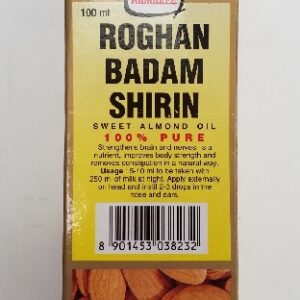 100 ml
ROGHAN
BADAM
SHIRIN
SWEET ALMOND OIL
100% PURE
Strengthens brain and nerves, is a
nutrient, improves body strength and
removes constipation in a natural way.
Usage : 5-10 ml to be taken with
250 ml of milk at night. Apply externally
on head and instil 2-3 drops in the
nose and ears.
8 901453 038232